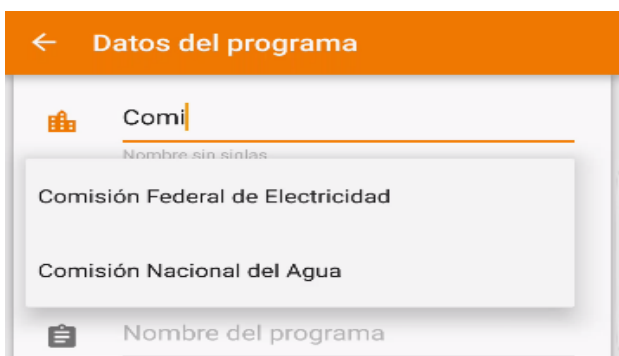 Datos del programa
Comi
Nombre sin siglas
Comisión Federal de Electricidad
Comisión Nacional del Agua
Nombre del programa